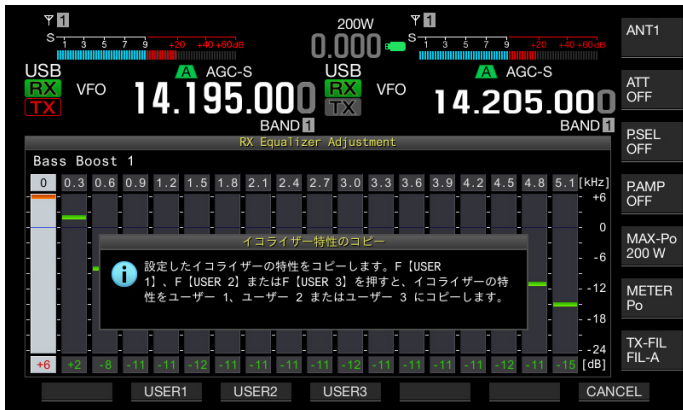 1 200W 1
S 1 3 5 7 9 +20 +40 +60dB 0.000 S 1 3 5 7 9 +20 +40 +60dB
USB A AGC-S USB A AGC-S
RX VFO 14.195.000 RX VFO 14.205.000
TX TX
BAND 1 BAND 1
RX Equalizer Adjustment
Bass Boost 1
0 0.3 0.6 0.9 1.2 1.5 1.8 2.1 2.4 2.7 3.0 3.3 3.6 3.9 4.2 4.5 4.8 5.1 [kHz]
+6
0
-6
-12
-18
-24
イコライザー特性のコピー
設定したイコライザーの特性をコピーします。F【USER
1】、F【USER 2】またはF【USER 3】を押すと、イコライザーの特
性をユーザー 1、ユーザー 2 またはユーザー 3 にコピーします。
+6 +2 -8 -11 -11 -12 -11 -11 -11 -11 -12 -11 -11 -11 -12 -11 -11 -15 [dB]
USER1 USER2 USER3 CANCEL
ANT1
ATT
OFF
P.SEL
OFF
P.AMP
OFF
MAX-Po
200 W
METER
Po
TX-FIL
FIL-A